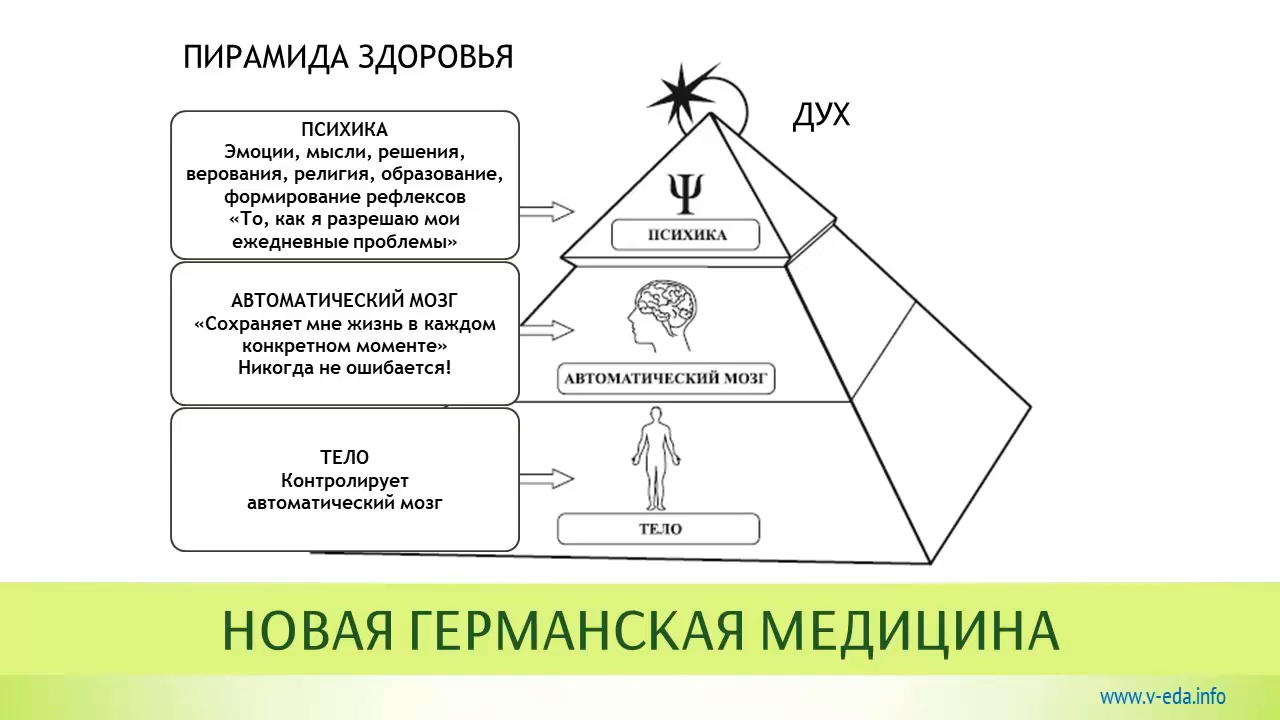 ПИРАМИДА ЗДОРОВЬЯ
ДУХ
ПСИХИКА
Эмоции, мысли, решения,
верования, религия, образование,
формирование рефлексов
«То, как я разрешаю мои
ежедневные проблемы»
Ψ
ПСИХИКА
АВТОМАТИЧЕСКИЙ МОЗГ
«Сохраняет мне жизнь в каждом
конкретном моменте»
Никогда не ошибается!
АВТОМАТИЧЕСКИЙ МОЗГ
ТЕЛО
Контролирует
автоматический мозг
ТЕЛО
НОВАЯ ГЕРМАНСКАЯ МЕДИЦИНА
www.v-eda.info